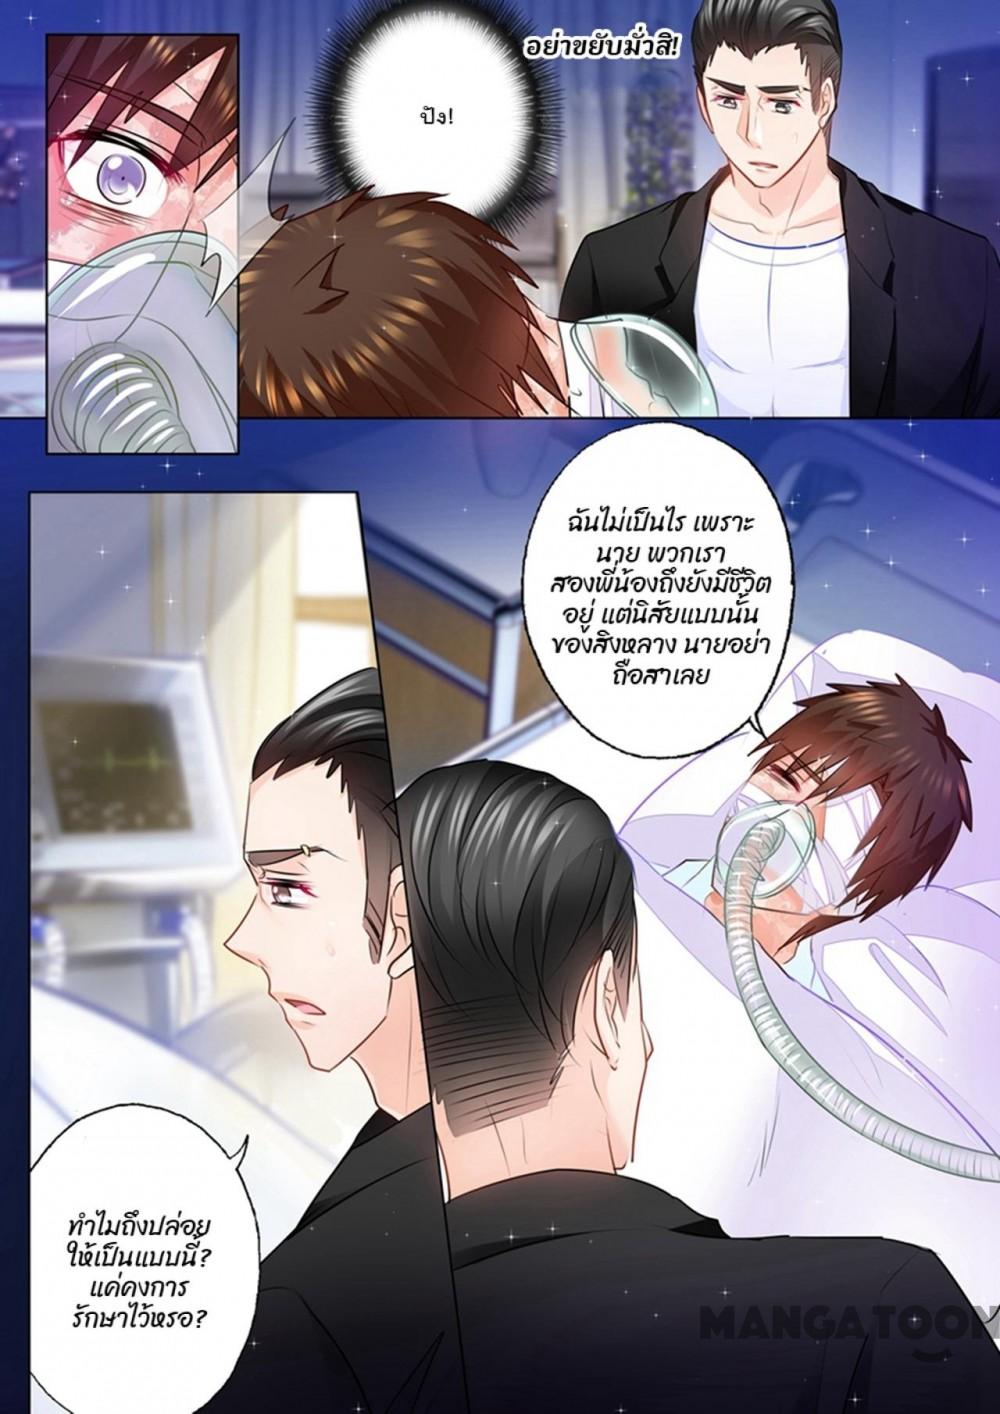 อย่าขยับมั่วสิ!
ปัง!
ฉันไม่เป็นไร เพราะ
นาย พวกเรา
สองพี่น้องถึงยังมีชีวิต
อยู่ แต่นิสัยแบบนั้น
ของสิงหลาง นายอย่า
ถือสาเลย
ทำไมถึงปล่อย
ให้เป็นแบบนี้?
แค่คงการ
รักษาไว้หรอ?
MANGATOON